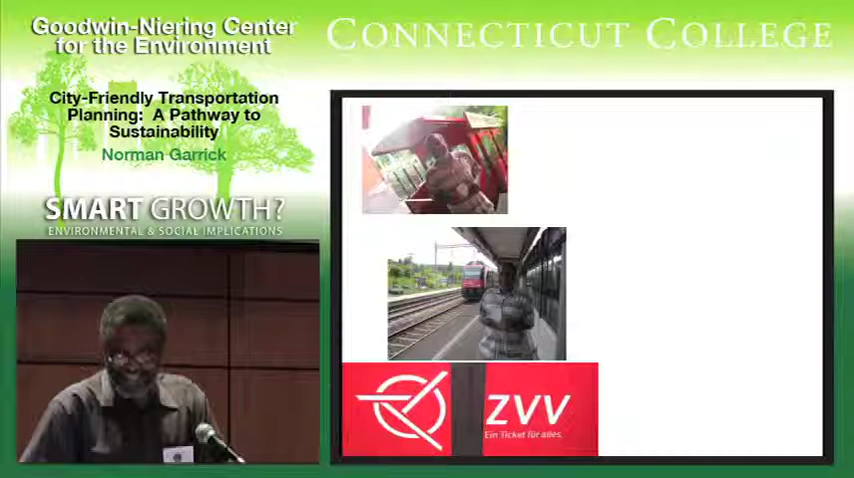 Goodwin-Niering Center
for the Environment
CONNECTICUT COLLEGE
City-Friendly Transportation
Planning: A Pathway to
Sustainability
Norman Garrick
SMART GROWTH?
ENVIRONMENTAL & SOCIAL IMPLICATIONS
ZVV
Ein Ticket für alles.